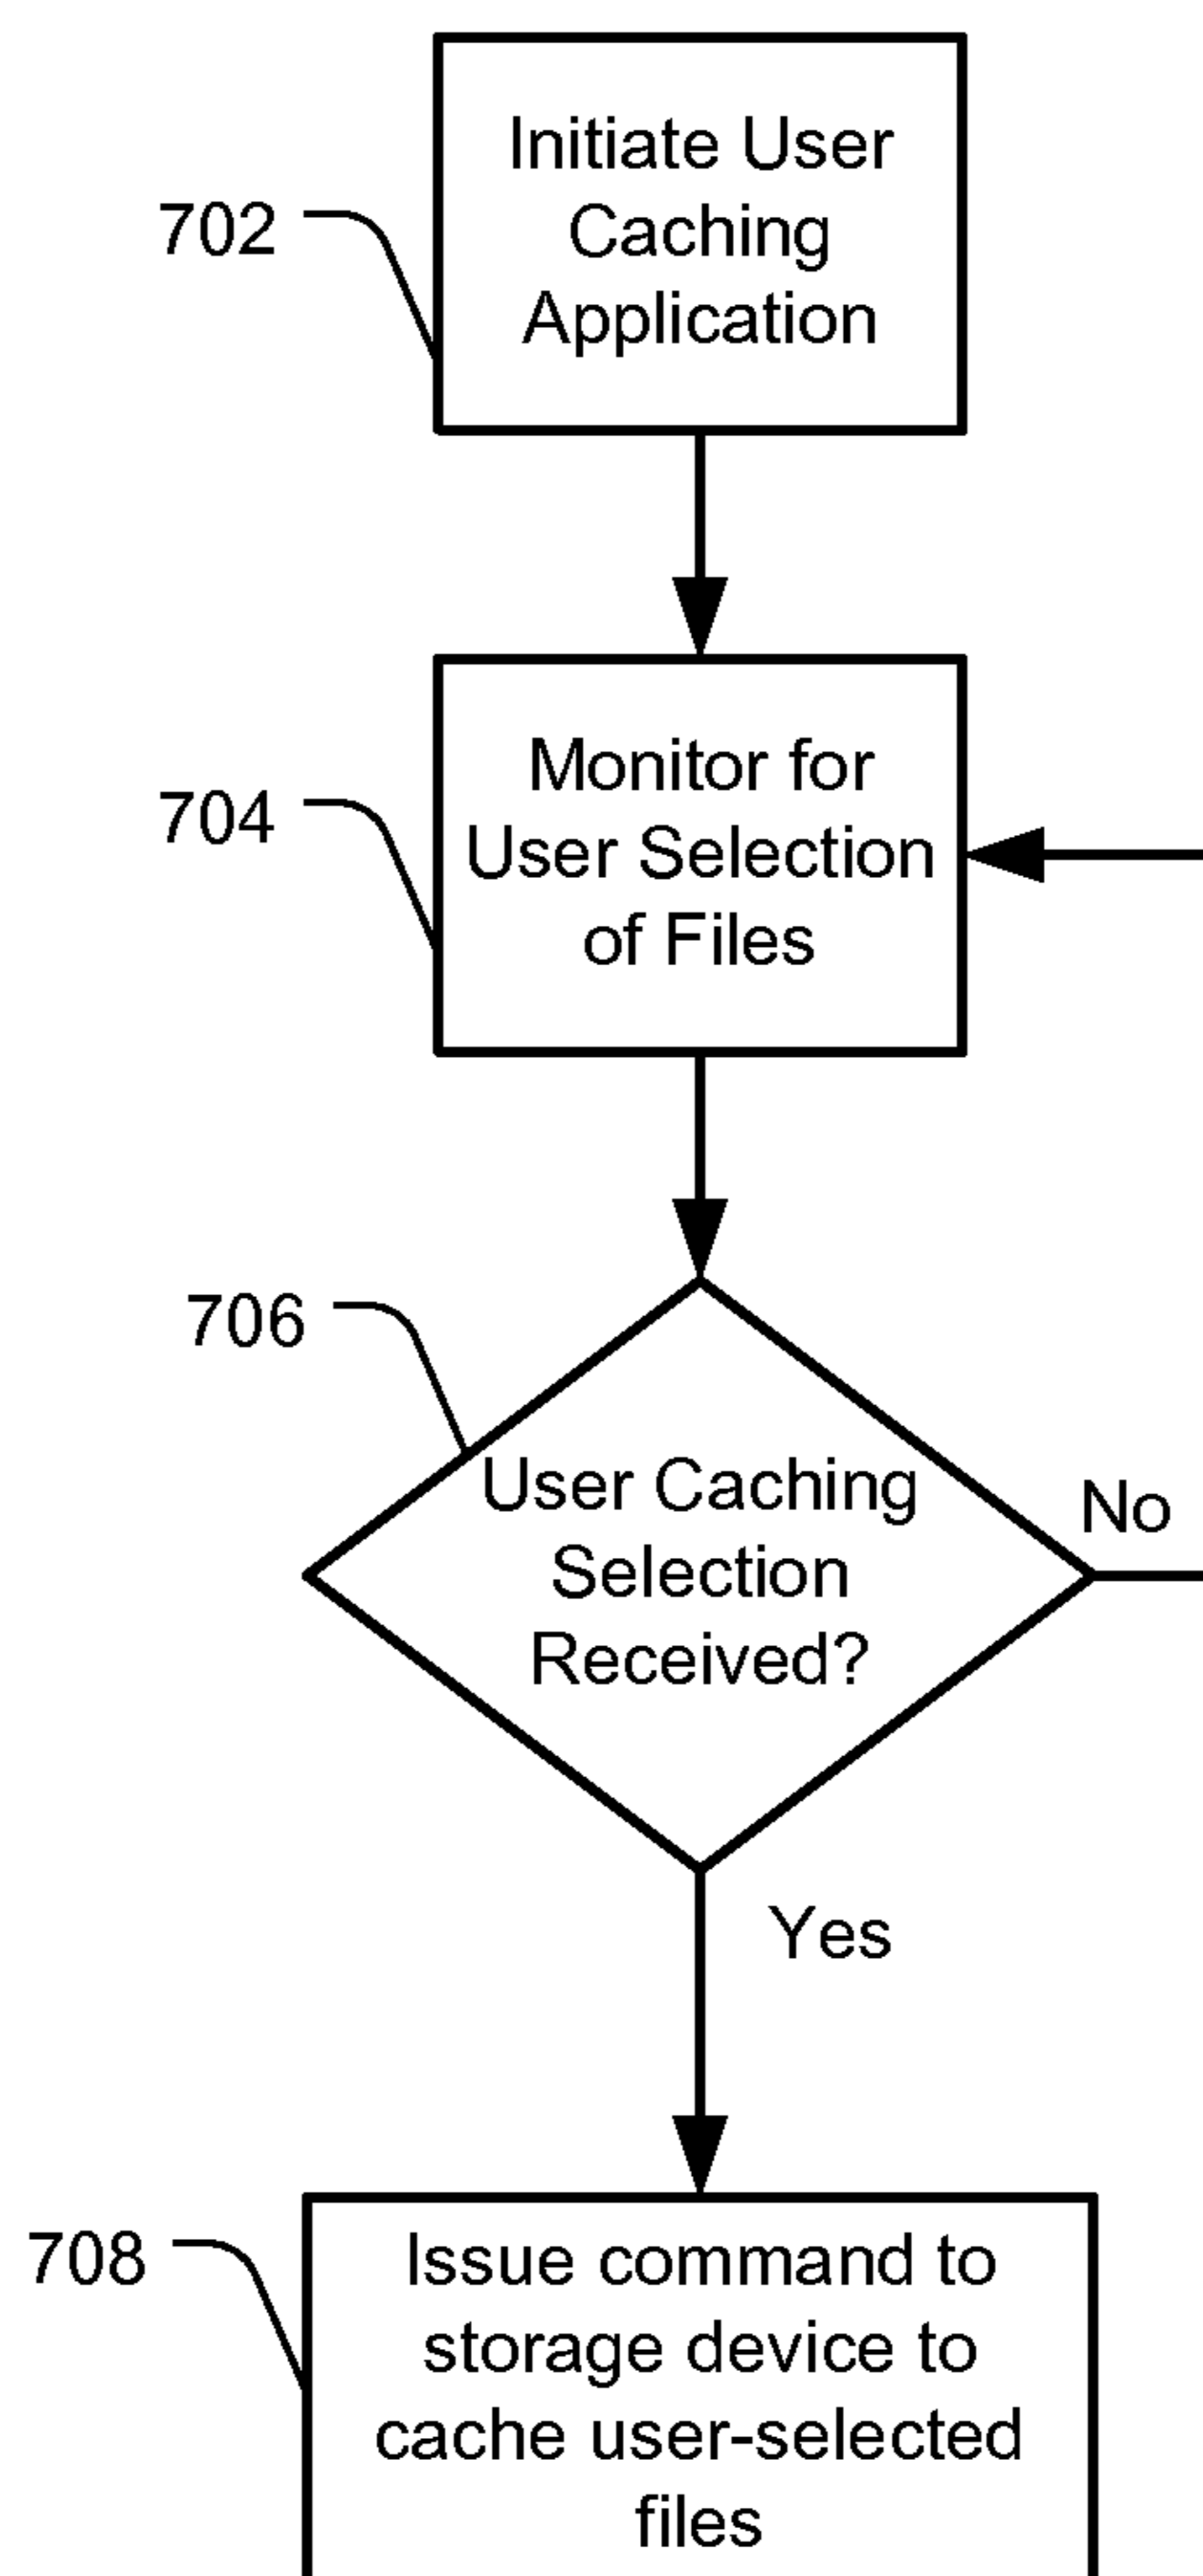 Initiate User
Caching
Application
702
Monitor for
User Selection
of Files
704
706
User Caching
Selection
Received?
No
Yes
708
Issue command to
storage device to
cache user-selected
files